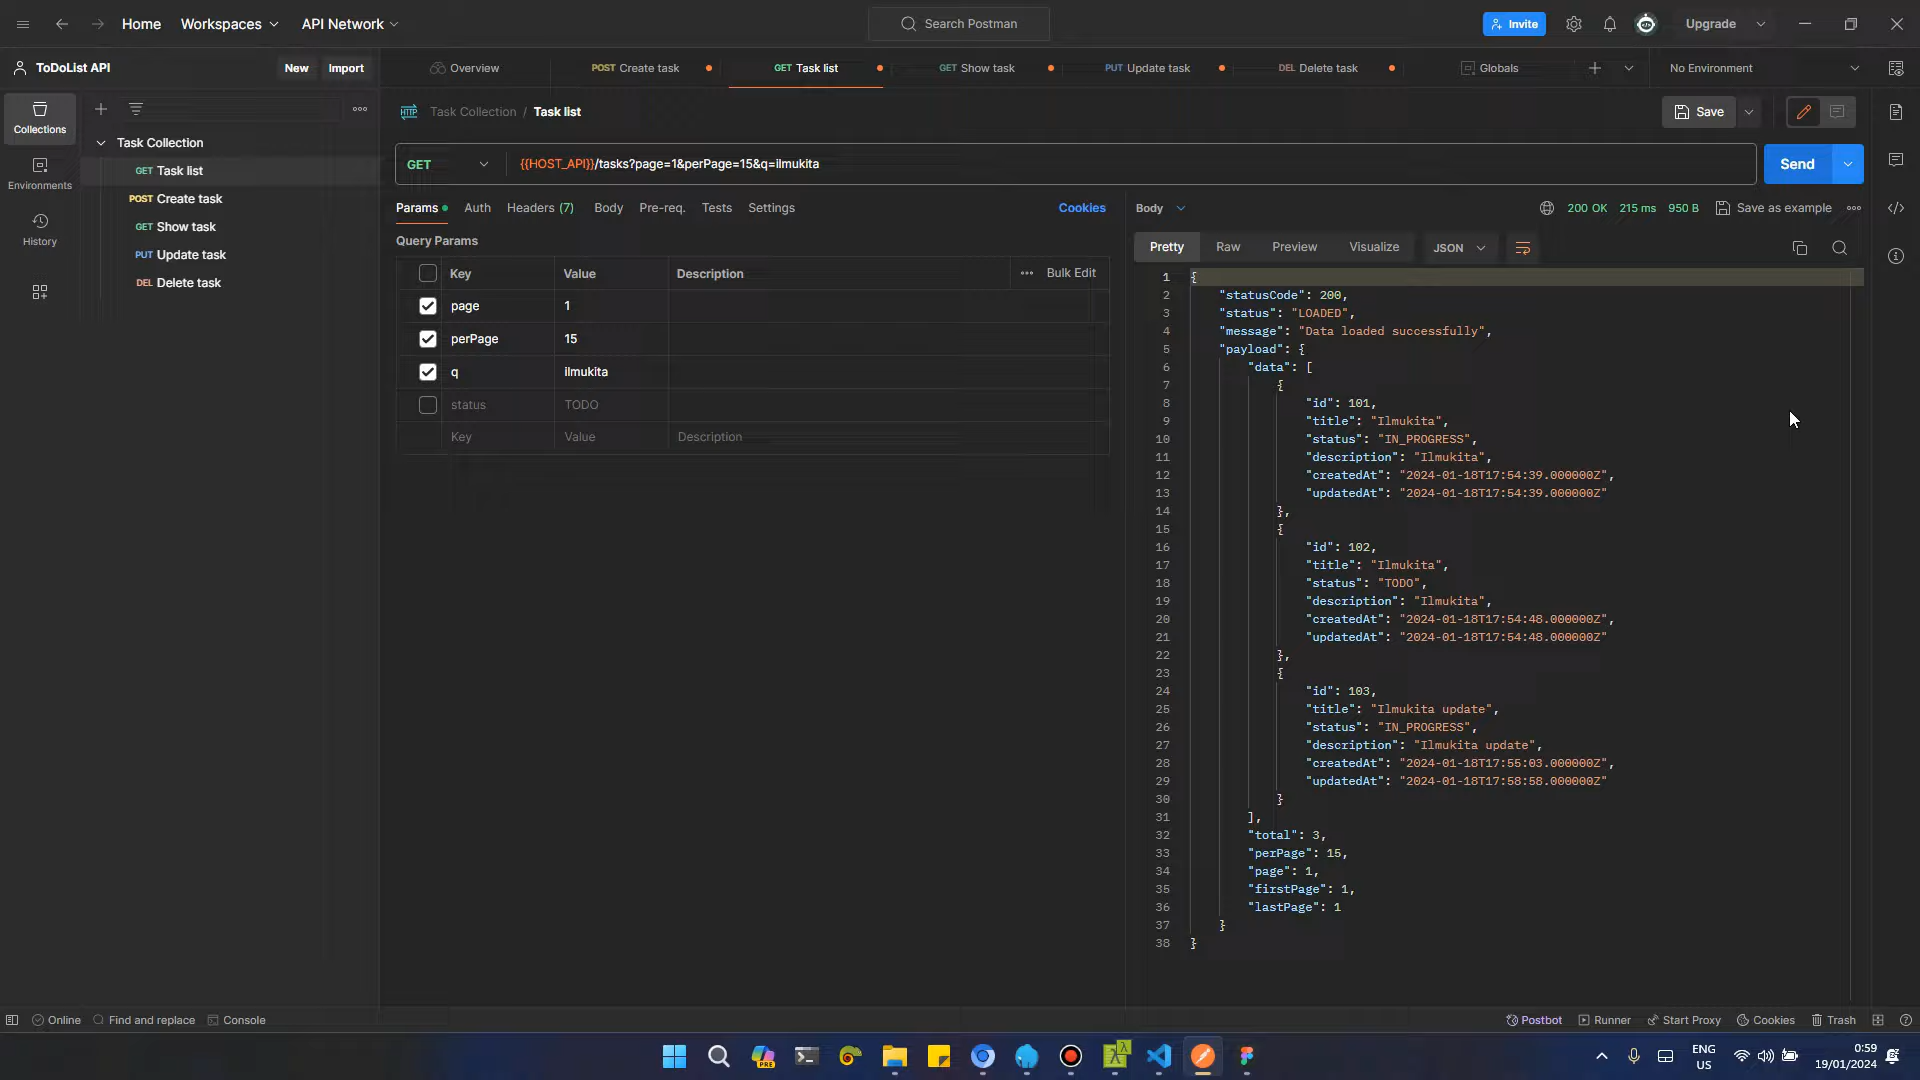 Home
Workspaces
API Network
Search Postman
Invite
Upgrade
ToDoList API
New
Import
Overview
POST Create task
GET Task list
GET Show task
PUT Update task
DEL Delete task
Globals
No Environment
Collections
Environments
History
Task Collection
GET Task list
POST Create task
GET Show task
PUT Update task
DEL Delete task
HTTP Task Collection / Task list
Save
GET {{HOST_API}}/tasks?page=1&perPage=15&q=ilmukita
Send
Params Auth Headers (7) Body Pre-req. Tests Settings
Cookies
Query Params
Key Value Description
Bulk Edit
page 1
perPage 15
q ilmukita
status TODO
Key Value Description
Body
200 OK 215 ms 950 B
Save as example
Pretty Raw Preview Visualize JSON
1 {
2 "statusCode": 200,
3 "status": "LOADED",
4 "message": "Data loaded successfully",
5 "payload": {
6 "data": [
7 {
8 "id": 101,
9 "title": "Ilmukita",
10 "status": "IN_PROGRESS",
11 "description": "Ilmukita",
12 "createdAt": "2024-01-18T17:54:39.000000Z",
13 "updatedAt": "2024-01-18T17:54:39.000000Z"
14 },
15 {
16 "id": 102,
17 "title": "Ilmukita",
18 "status": "TODO",
19 "description": "Ilmukita",
20 "createdAt": "2024-01-18T17:54:48.000000Z",
21 "updatedAt": "2024-01-18T17:54:48.000000Z"
22 },
23 {
24 "id": 103,
25 "title": "Ilmukita update",
26 "status": "IN_PROGRESS",
27 "description": "Ilmukita update",
28 "createdAt": "2024-01-18T17:55:03.000000Z",
29 "updatedAt": "2024-01-18T17:58:58.000000Z"
30 }
31 ],
32 "total": 3,
33 "perPage": 15,
34 "page": 1,
35 "firstPage": 1,
36 "lastPage": 1
37 }
38 }
Online
Find and replace
Console
Postbot
Runner
Start Proxy
Cookies
Trash
PRE
ENG
US
0:59
19/01/2024